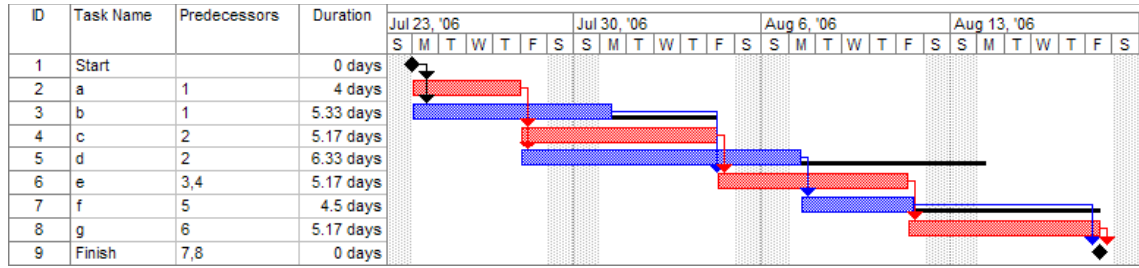 ID Task Name Predecessors Duration
Jul 23, '06 Jul 30, '06 Aug 6, '06 Aug 13, '06
S M T W T F S S M T W T F S S M T W T F S S M T W T F S
1 Start 0 days
2 a 1 4 days
3 b 1 5.33 days
4 c 2 5.17 days
5 d 2 6.33 days
6 e 3,4 5.17 days
7 f 5 4.5 days
8 g 6 5.17 days
9 Finish 7,8 0 days